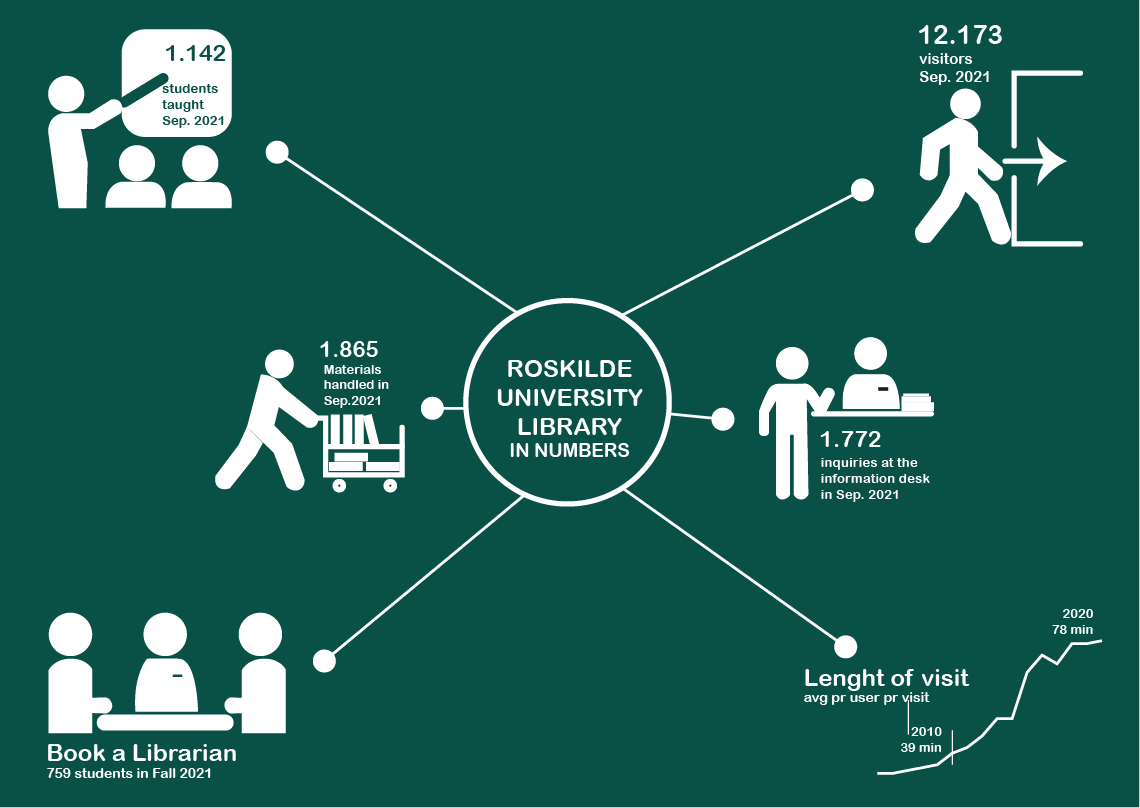 1.142
students
taught
Sep. 2021
12.173
visitors
Sep. 2021
1.865
Materials
handled in
Sep.2021
ROSKILDE
UNIVERSITY
LIBRARY
IN NUMBERS
1.772
inquiries at the
information desk
in Sep. 2021
Book a Librarian
759 students in Fall 2021
Lenght of visit
avg pr user pr visit
2010
39 min
2020
78 min